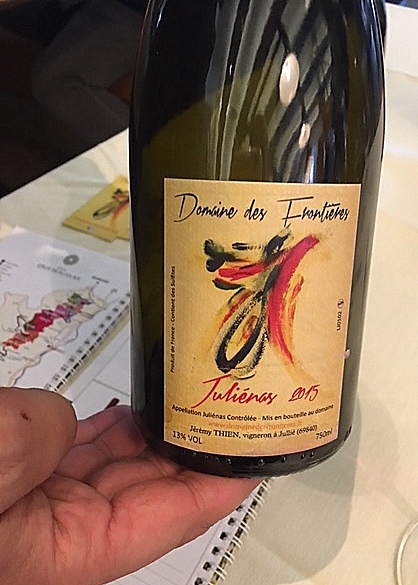 Domaine des Frontières
Juliénas 2015
Appellation Juliénas Contrôlée - Mis en bouteille au domaine
www.domainedesfrontieres.fr
Jérémy THIEN, vigneron à Jullié (69840)
13% VOL
750ml
Produit de France - Contient des Sulfites